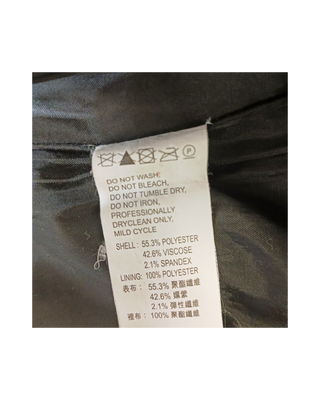 P
DO NOT WASH,
DO NOT BLEACH,
DO NOT TUMBLE DRY,
DO NOT IRON,
PROFESSIONALLY
DRYCLEAN ONLY,
MILD CYCLE
SHELL: 55.3% POLYESTER
42.6% VISCOSE
2.1% SPANDEX
LINING: 100% POLYESTER
表布: 55.3% 聚酯纖維
42.6% 嫘縈
2.1% 彈性纖維
裡布: 100% 聚酯纖維